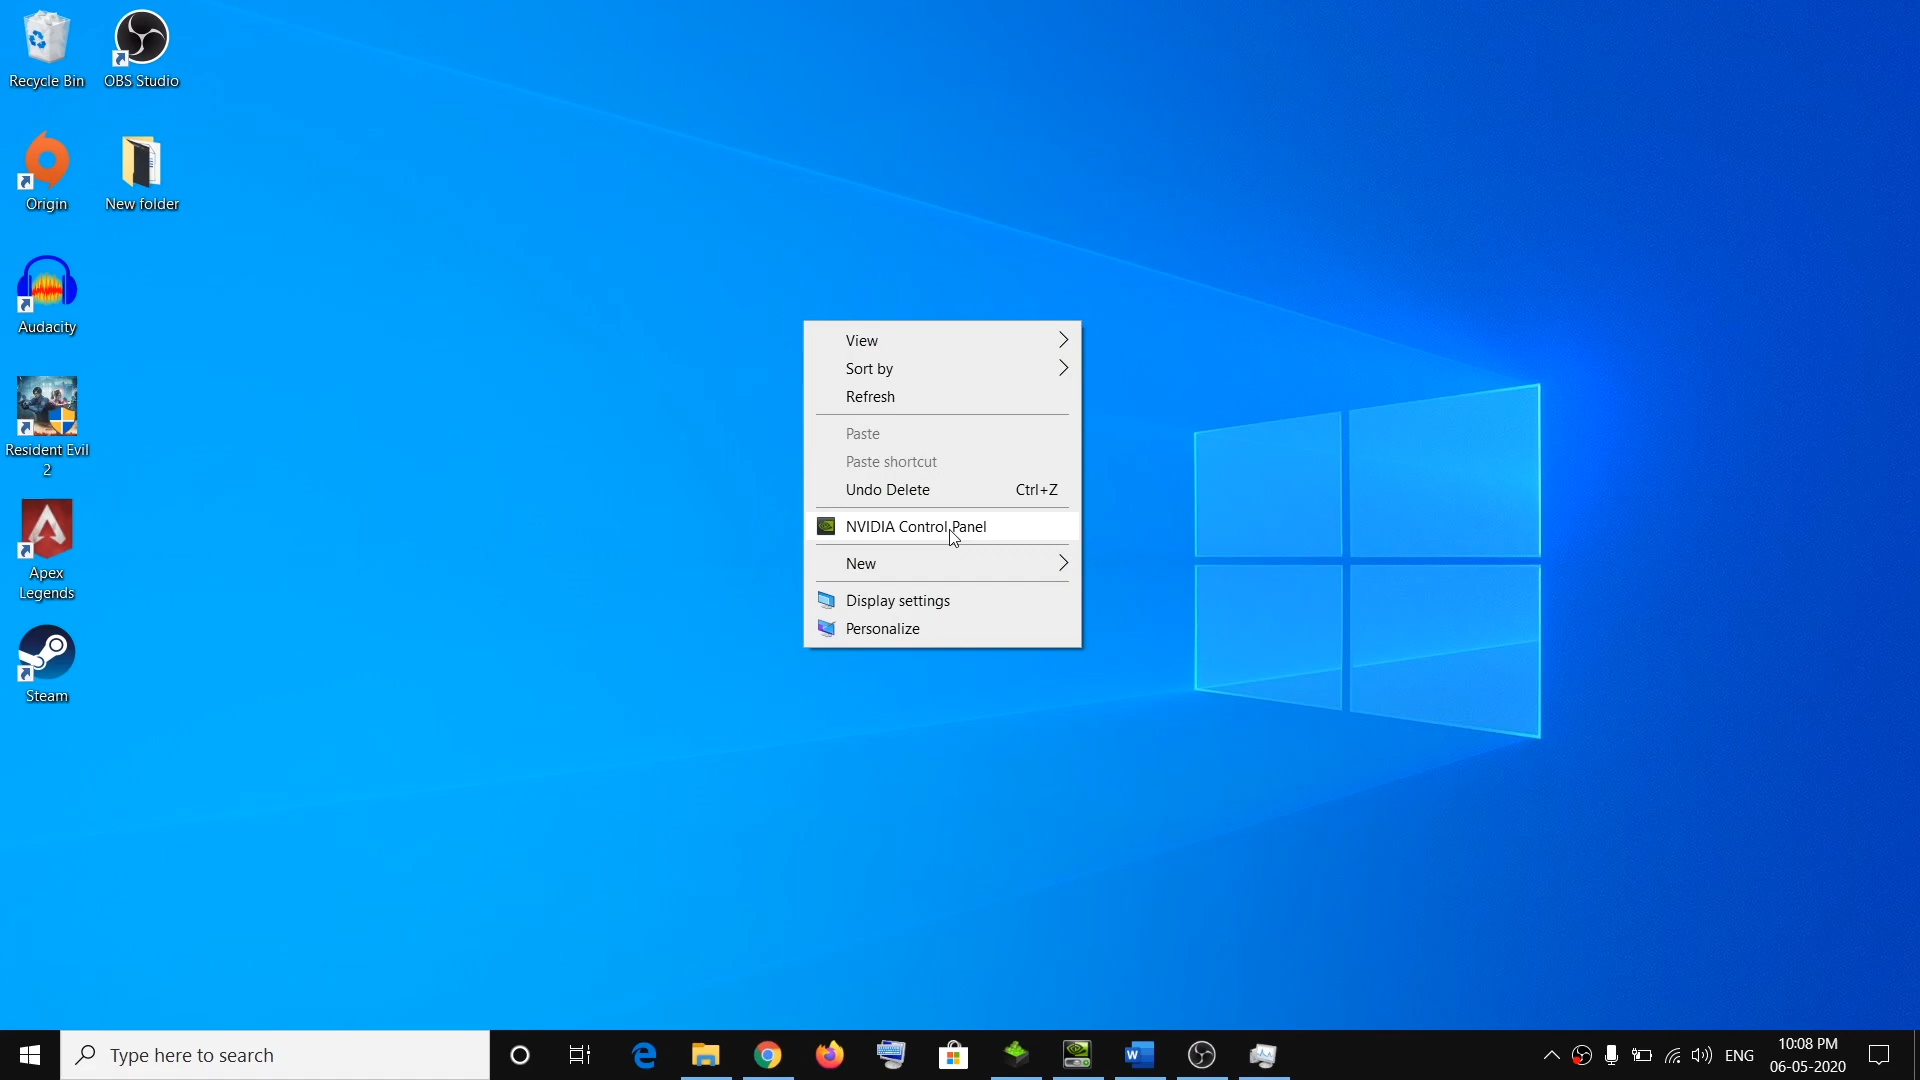 Recycle Bin
OBS Studio
Origin
New folder
Audacity
Resident Evil
2
Apex
Legends
Steam
View
Sort by
Refresh
Paste
Paste shortcut
Undo Delete Ctrl+Z
NVIDIA Control Panel
New
Display settings
Personalize
Type here to search
ENG
10:08 PM
06-05-2020